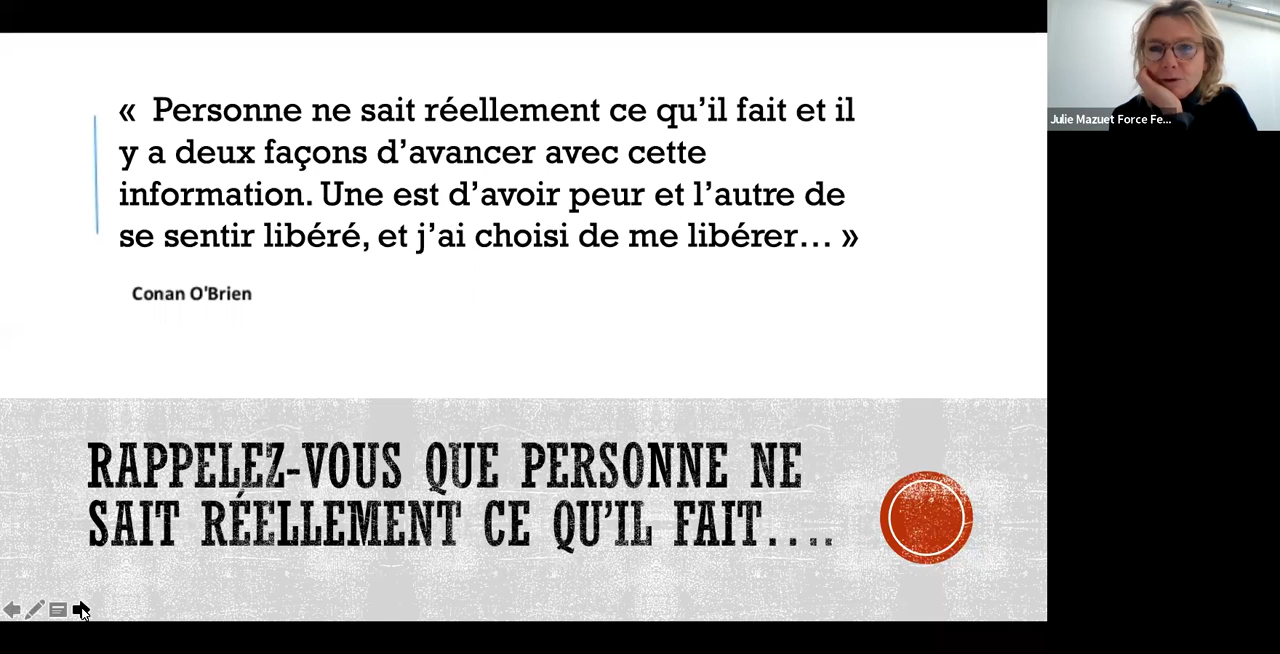 « Personne ne sait réellement ce qu’il fait et il
y a deux façons d’avancer avec cette
information. Une est d’avoir peur et l’autre de
se sentir libéré, et j’ai choisi de me libérer… »
Conan O'Brien
RAPPELEZ-VOUS QUE PERSONNE NE
SAIT RÉELLEMENT CE QU’IL FAIT….
Julie Mazuet Force Fe...